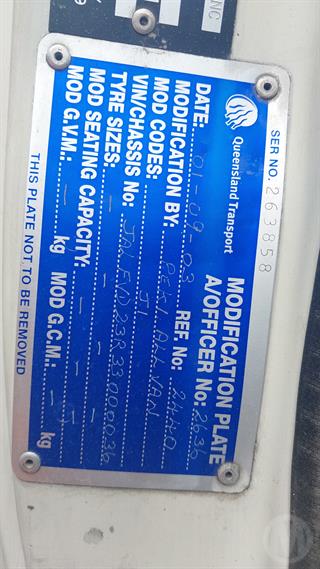 SER NO. 263858
Queensland Transport
MODIFICATION PLATE
A/OFFICER No: 2636
DATE: 01-09-03 REF. No: 2440
MODIFICATION BY:
MOD CODES: J1
VIN/CHASSIS No:
TYRE SIZES: — — —
MOD SEATING CAPACITY: — — —
MOD G.V.M.: — kg MOD G.C.M.: — kg
THIS PLATE NOT TO BE REMOVED